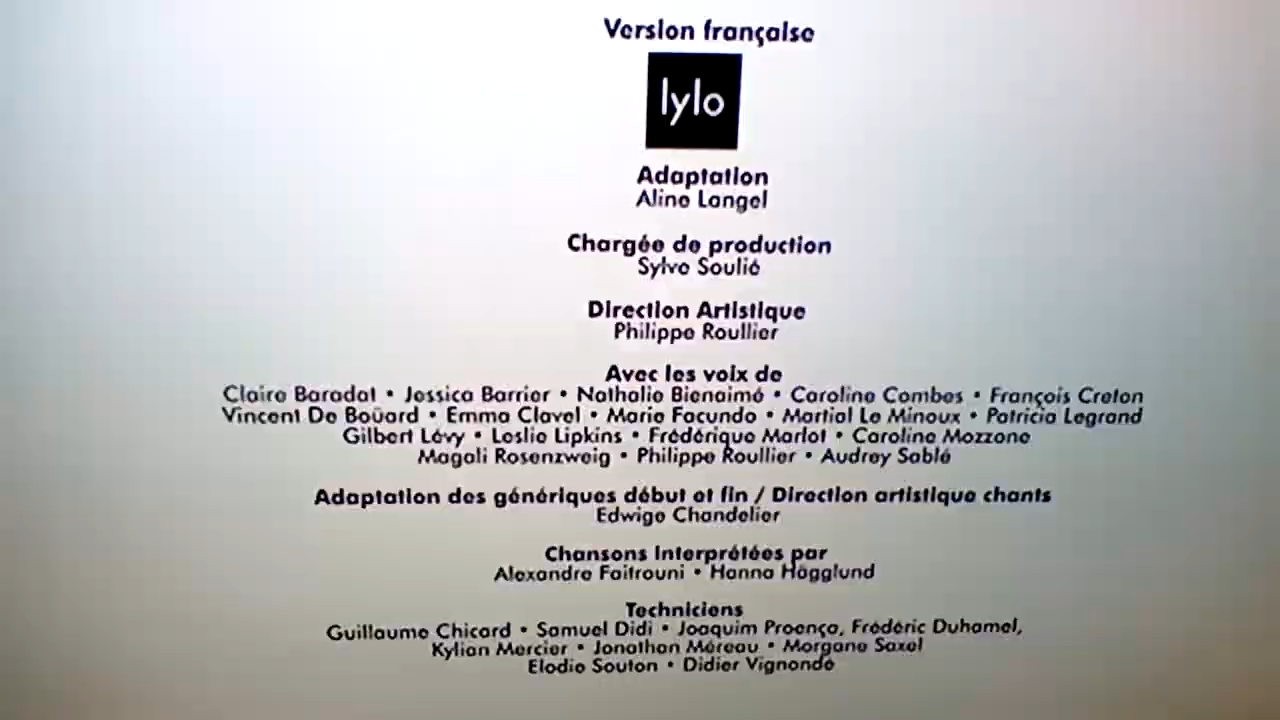 Version française
lylo
Adaptation
Aline Langel
Chargée de production
Sylve Soulié
Direction Artistique
Philippe Roullier
Avec les voix de
Claire Baradat • Jessica Barrier • Nathalie Bienaimé • Caroline Combes • François Creton
Vincent De Boüard • Emma Clavel • Marie Facundo • Martial Le Minoux • Patricia Legrand
Gilbert Lévy • Leslie Lipkins • Frédérique Marlot • Caroline Mozzone
Magali Rosenzweig • Philippe Roullier • Audrey Sablé
Adaptation des génériques début et fin / Direction artistique chants
Edwige Chandelier
Chansons Interprétées par
Alexandre Faitrouni • Hanna Hägglund
Techniciens
Guillaume Chicard • Samuel Didi • Joaquim Proença, Frédéric Duhamel,
Kylian Mercier • Jonathan Méreau • Morgane Saxel
Elodie Souton • Didier Vignonde